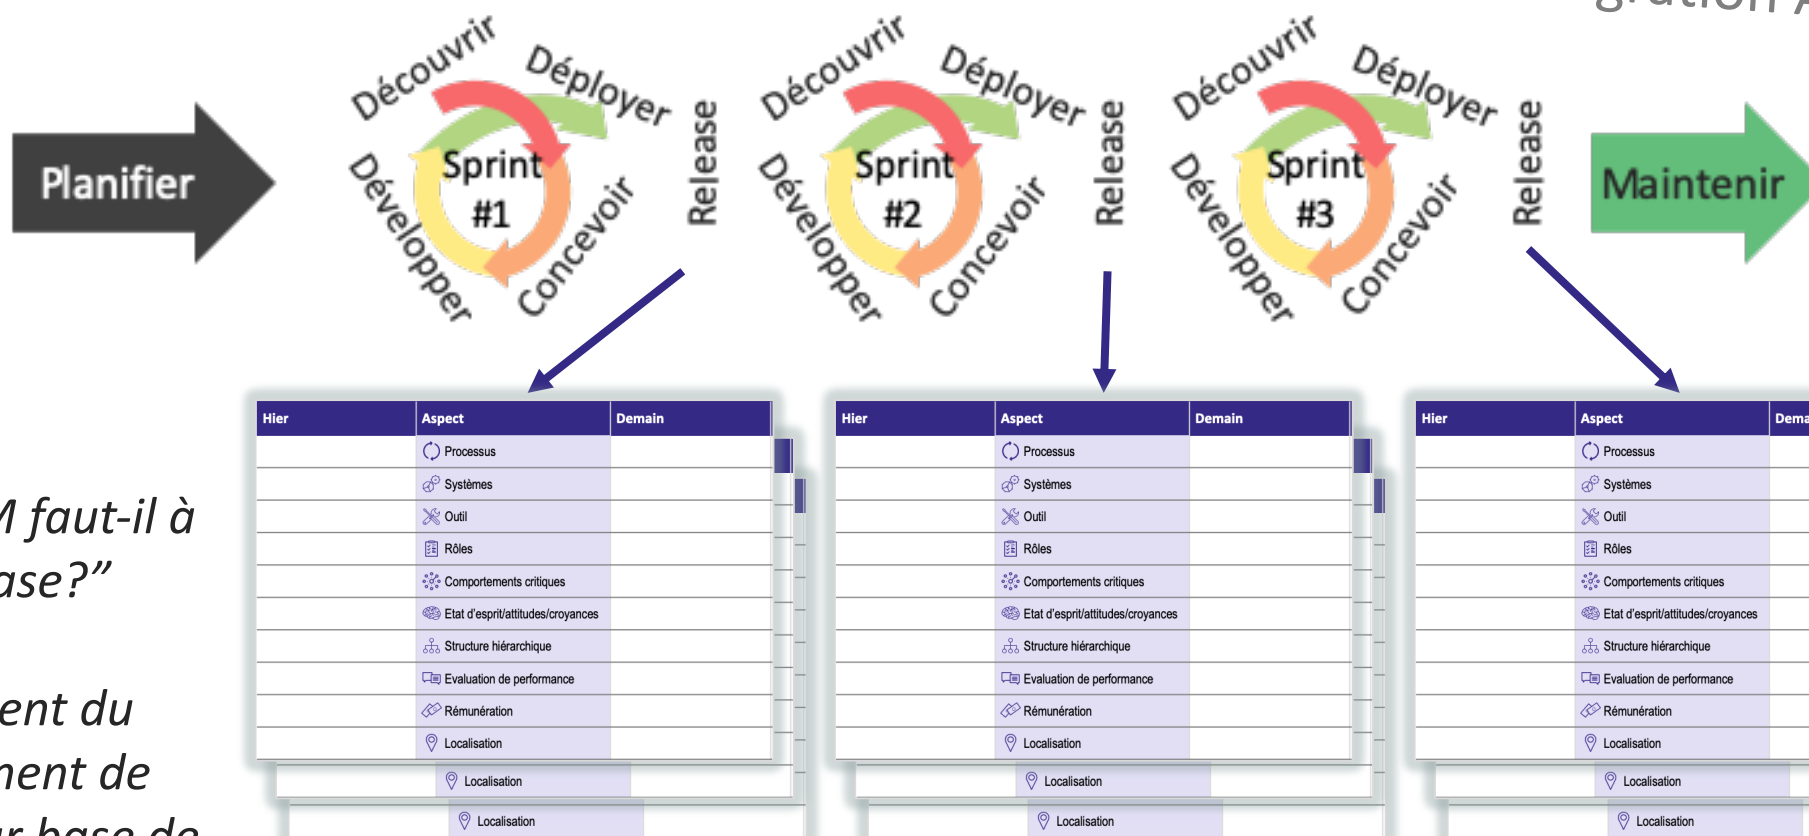 Planifier
Découvrir
Déployer
Sprint
#1
Développer
Concevoir
Release
Découvrir
Déployer
Sprint
#2
Développer
Concevoir
Release
Découvrir
Déployer
Sprint
#3
Développer
Concevoir
Release
Maintenir
faut-il à
Hier Aspect Demain
Processus
Systèmes
Outil
Rôles
Comportements critiques
Etat d'esprit/attitudes/croyances
Structure hiérarchique
Evaluation de performance
Rémunération
Localisation
Localisation
Localisation
Hier Aspect Demain
Processus
Systèmes
Outil
Rôles
Comportements critiques
Etat d'esprit/attitudes/croyances
Structure hiérarchique
Evaluation de performance
Rémunération
Localisation
Localisation
Localisation
Hier Aspect
Processus
Systèmes
Outil
Rôles
Comportements critiques
Etat d'esprit/attitudes/croyances
Structure hiérarchique
Evaluation de performance
Rémunération
Localisation
Localisation
Localisation
du
de
base de